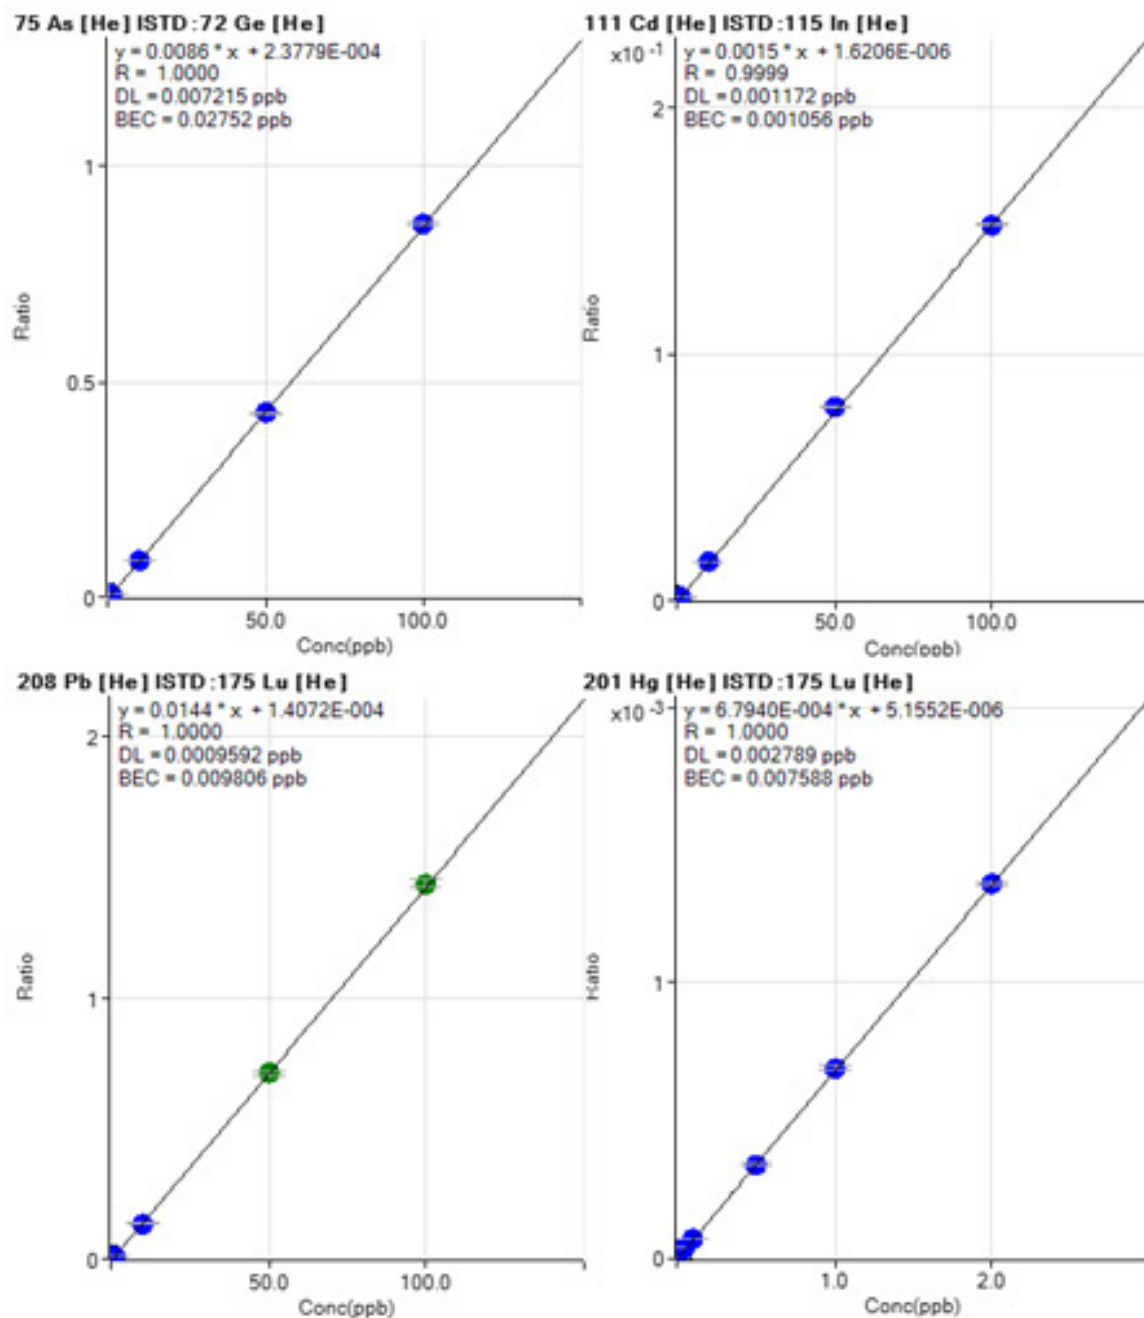 75 As [He] ISTD :72 Ge [He]
y = 0.0086 * x + 2.3779E-004
R = 1.0000
DL = 0.007215 ppb
BEC = 0.02752 ppb
1
0.5
0
Ratio
50.0
100.0
Conc(ppb)
111 Cd [He] ISTD :115 In [He]
x10⁻¹
y = 0.0015 * x + 1.6206E-006
R = 0.9999
DL = 0.001172 ppb
BEC = 0.001056 ppb
2
1
0
Ratio
50.0
100.0
Conc(ppb)
208 Pb [He] ISTD :175 Lu [He]
y = 0.0144 * x + 1.4072E-004
R = 1.0000
DL = 0.0009592 ppb
BEC = 0.009806 ppb
2
1
0
Ratio
50.0
100.0
Conc(ppb)
201 Hg [He] ISTD :175 Lu [He]
x10⁻³
y = 6.7940E-004 * x + 5.1552E-006
R = 1.0000
DL = 0.002789 ppb
BEC = 0.007588 ppb
1
0
Ratio
1.0
2.0
Conc(ppb)